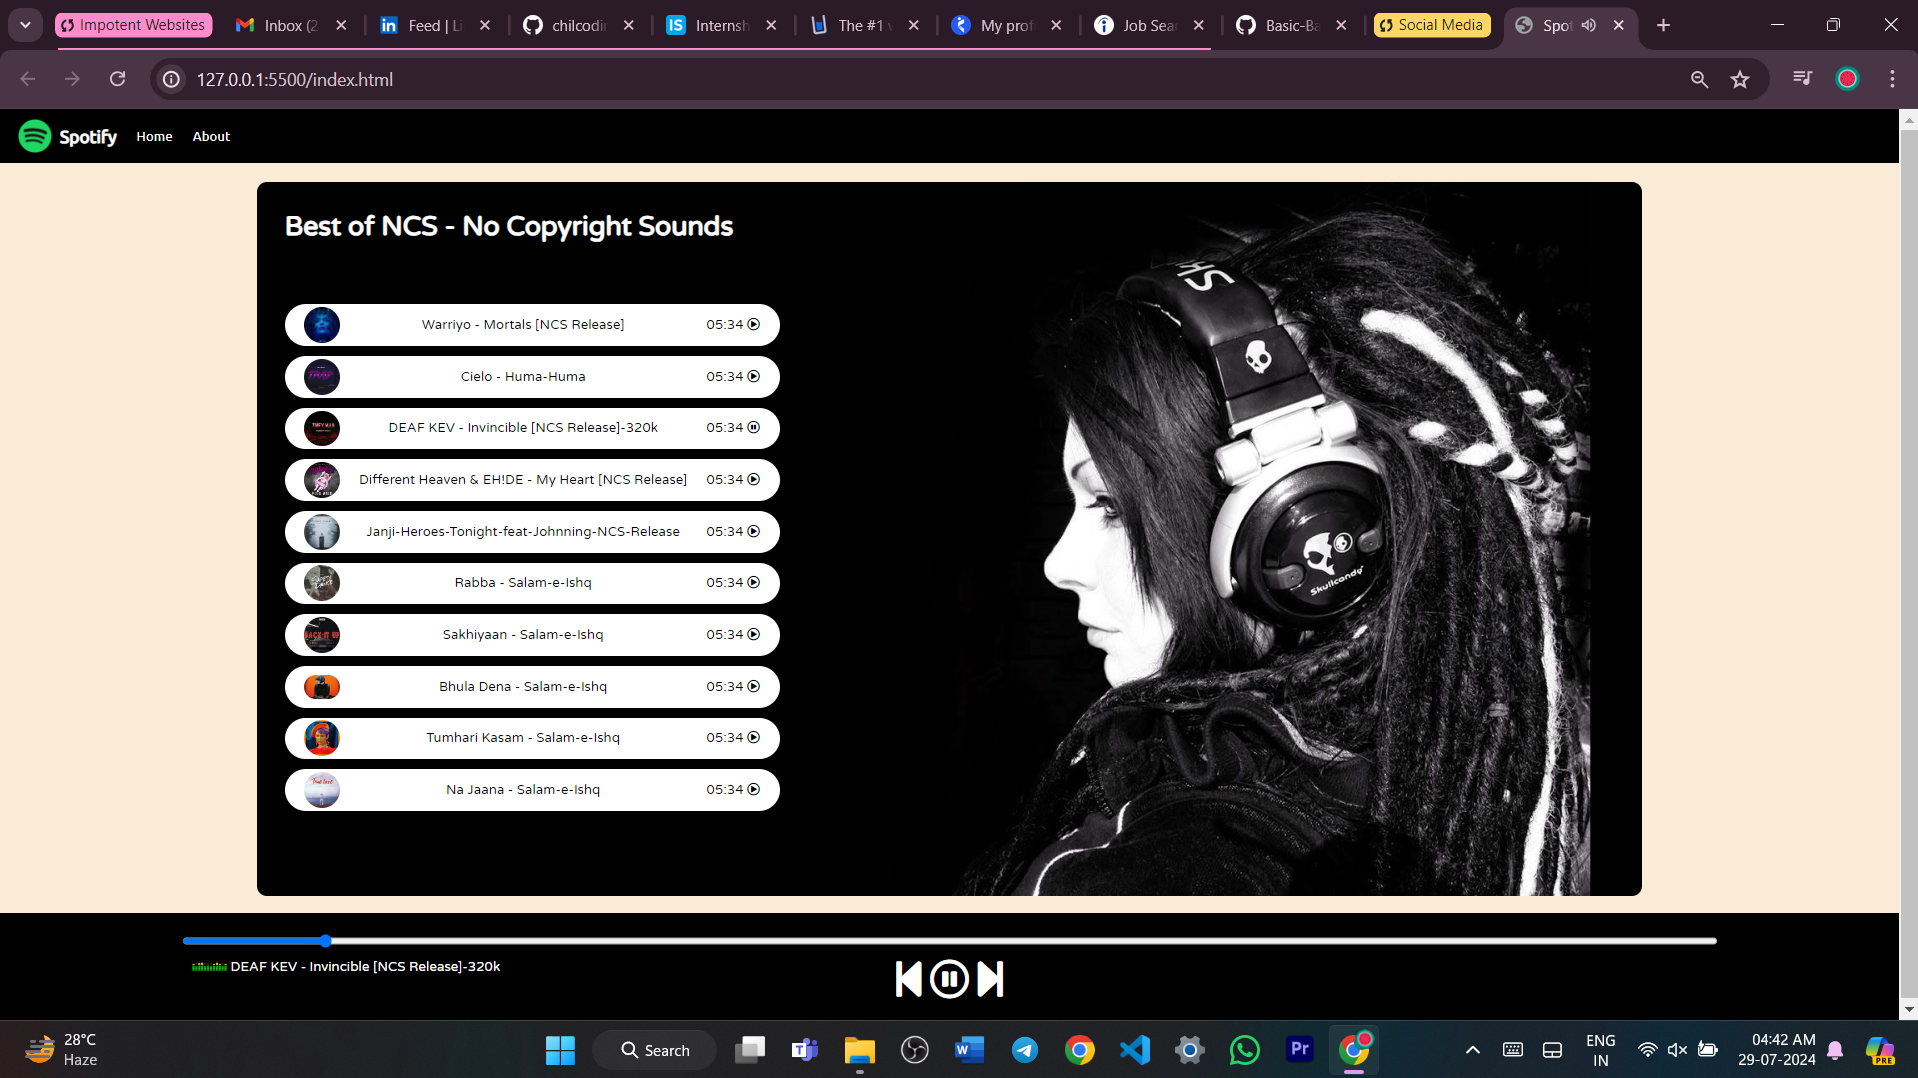 Impotent Websites
Inbox (2
Feed | Li
chilcodin
Internsh
The #1 w
My prof
Job Sear
Basic-Ba
Social Media
Spot
127.0.0.1:5500/index.html
Spotify
Home
About
Best of NCS - No Copyright Sounds
Warriyo - Mortals [NCS Release] 05:34
Cielo - Huma-Huma 05:34
DEAF KEV - Invincible [NCS Release]-320k 05:34
Different Heaven & EH!DE - My Heart [NCS Release] 05:34
Janji-Heroes-Tonight-feat-Johnning-NCS-Release 05:34
Rabba - Salam-e-Ishq 05:34
Sakhiyaan - Salam-e-Ishq 05:34
Bhula Dena - Salam-e-Ishq 05:34
Tumhari Kasam - Salam-e-Ishq 05:34
Na Jaana - Salam-e-Ishq 05:34
Skullcandy
DEAF KEV - Invincible [NCS Release]-320k
28°C
Haze
Search
ENG
IN
04:42 AM
29-07-2024